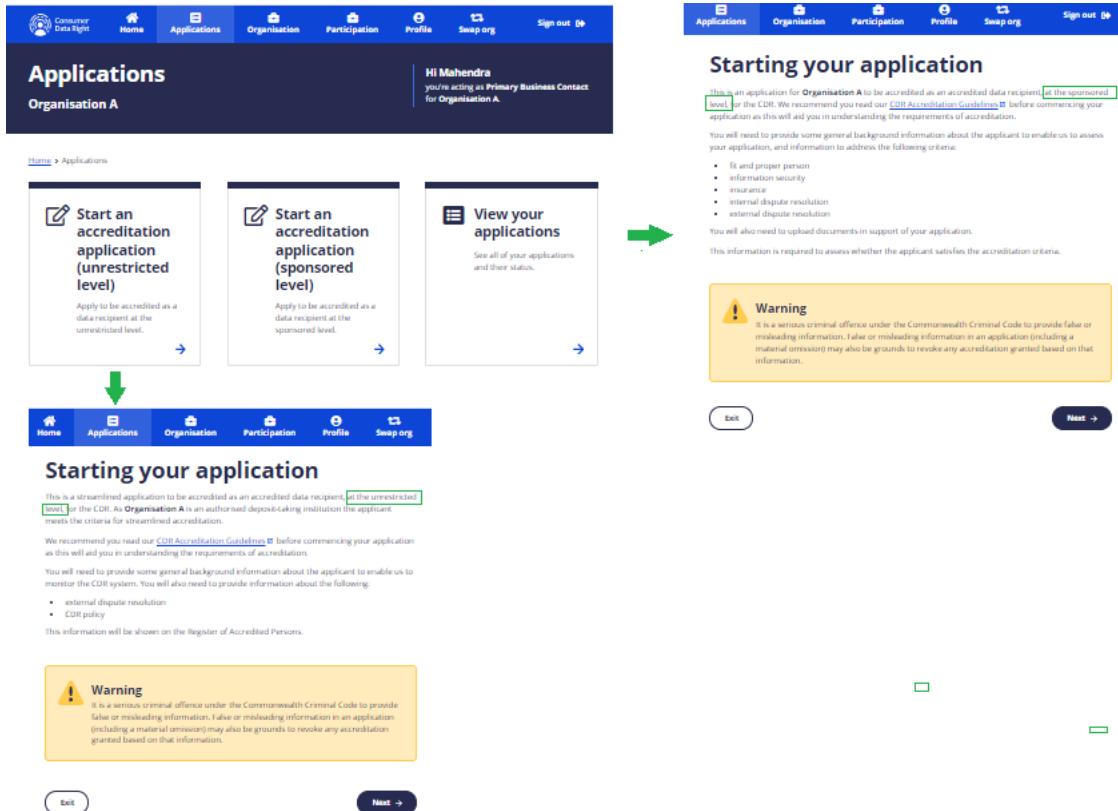 Consumer
Data Right
Home
Applications
Organisation
Participation
Profile
Swap org
Sign out
Applications
Organisation A
Hi Mahendra
you're acting as Primary Business Contact
for Organisation A.
Home > Applications
Start an
accreditation
application
(unrestricted
level)
Apply to be accredited as a
data recipient at the
unrestricted level.
Start an
accreditation
application
(sponsored
level)
Apply to be accredited as a
data recipient at the
sponsored level.
View your
applications
See all of your applications
and their status.
Home
Applications
Organisation
Participation
Profile
Swap org
Starting your application
This is a streamlined application to be accredited as an accredited data recipient, at the unrestricted
level, for the CDR. As Organisation A is an authorised deposit-taking institution the applicant
meets the criteria for streamlined accreditation.
We recommend you read our CDR Accreditation Guidelines before commencing your application
as this will aid you in understanding the requirements of accreditation.
You will need to provide some general background information about the applicant to enable us to
monitor the CDR system. You will also need to provide information about the following:
▪ external dispute resolution
▪ CDR policy
This information will be shown on the Register of Accredited Persons.
Warning
It is a serious criminal offence under the Commonwealth Criminal Code to provide
false or misleading information. False or misleading information in an application
(including a material omission) may also be grounds to revoke any accreditation
granted based on that information.
Exit
Next →
Applications
Organisation
Participation
Profile
Swap org
Sign out
Starting your application
This is an application for Organisation A to be accredited as an accredited data recipient, at the sponsored
level, for the CDR. We recommend you read our CDR Accreditation Guidelines before commencing your
application as this will aid you in understanding the requirements of accreditation.
You will need to provide some general background information about the applicant to enable us to assess
your application, and information to address the following criteria:
▪ fit and proper person
▪ information security
▪ insurance
▪ internal dispute resolution
▪ external dispute resolution
You will also need to upload documents in support of your application.
This information is required to assess whether the applicant satisfies the accreditation criteria.
Warning
It is a serious criminal offence under the Commonwealth Criminal Code to provide false or
misleading information. False or misleading information in an application (including a
material omission) may also be grounds to revoke any accreditation granted based on that
information.
Exit
Next →